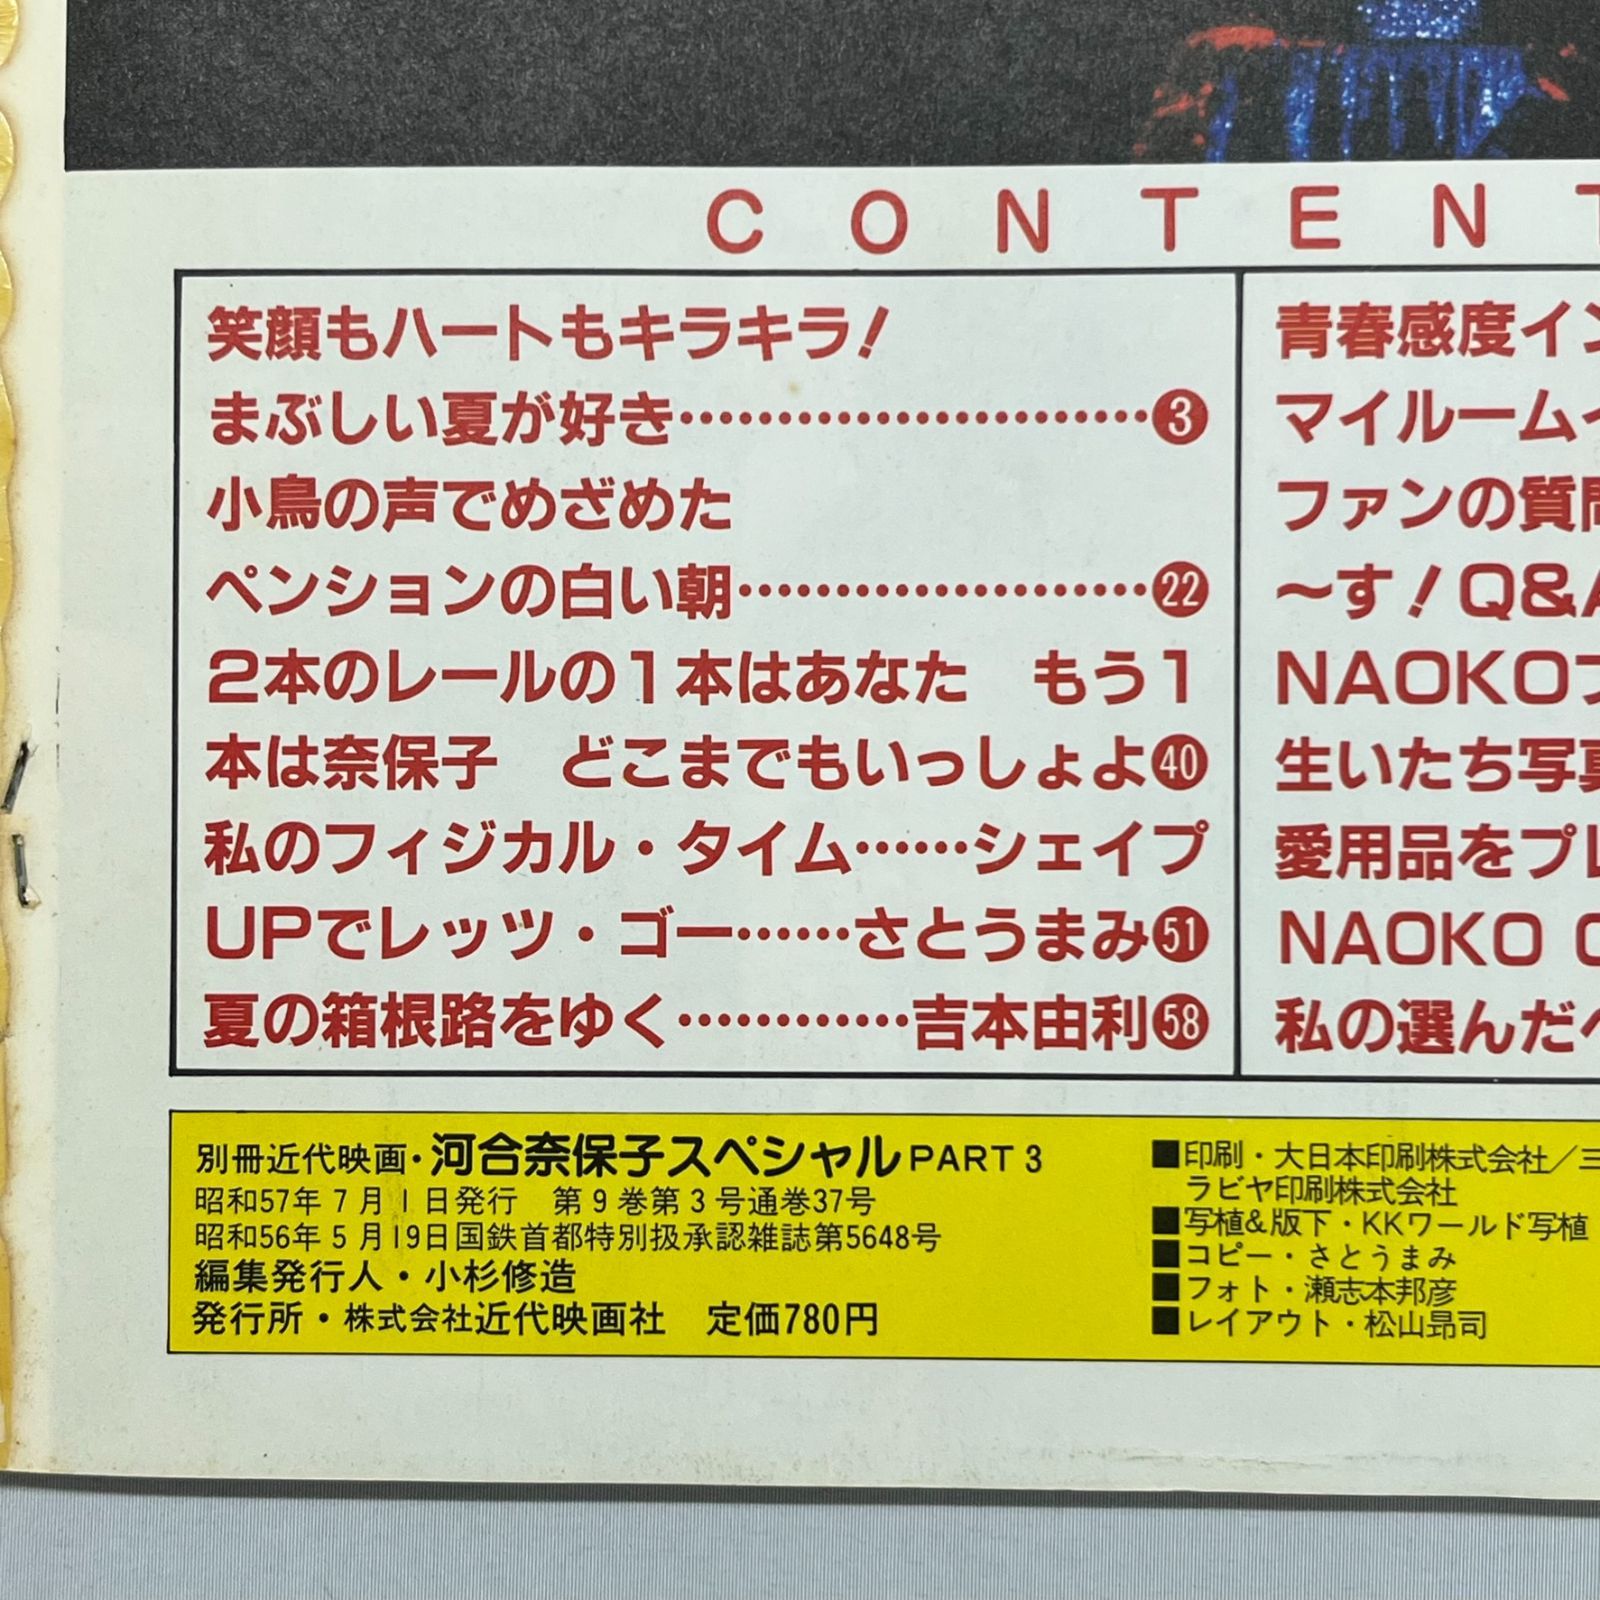 CONTENT
笑顔もハートもキラキラ!
まぶしい夏が好き……………………3
小鳥の声でめざめた
ペンションの白い朝…………………22
2本のレールの1本はあなた　もう1
本は奈保子　どこまでもいっしょよ40
私のフィジカル・タイム……シェイプ
UPでレッツ・ゴー……さとうまみ51
夏の箱根路をゆく…………吉本由利58
青春感度イン
マイルームイ
ファンの質問
～す!Q&A
NAOKOフ
生いたち写真
愛用品をプレ
NAOKO C
私の選んだベ
別冊近代映画・河合奈保子スペシャルPART 3
昭和57年7月1日発行　第9巻第3号通巻37号
昭和56年5月19日国鉄首都特別扱承認雑誌第5648号
編集発行人・小杉修造
発行所・株式会社近代映画社　定価780円
■印刷・大日本印刷株式会社／三
ラビヤ印刷株式会社
■写植&版下・KKワールド写植
■コピー・さとうまみ
■フォト・瀬志本邦彦
■レイアウト・松山昻司